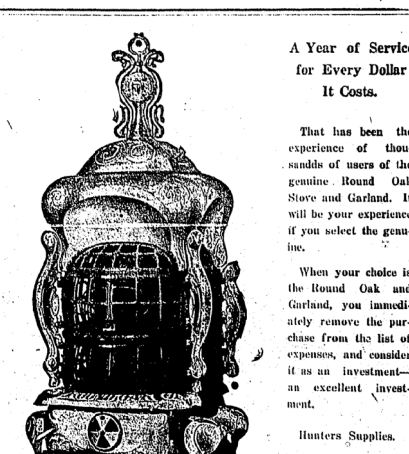 A Year of Service
for Every Dollar
It Costs.
That has been the
experience of thou-
sandds of users of the
genuine Round Oak
Stove and Garland. It
will be your experience
if you select the genu-
ine.
When your choice is
the Round Oak and
Garland, you immedi-
ately remove the pur-
chase from the list of
expenses, and consider
it as an investment—
an excellent invest-
ment.
Hunters Supplies.